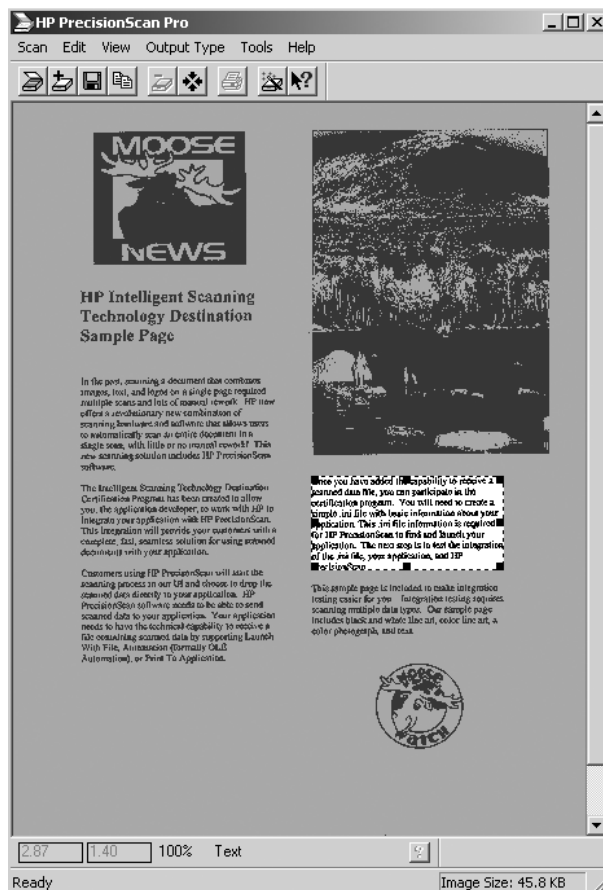 HP PrecisionScan Pro
Scan Edit View Output Type Tools Help
MOOSE
NEWS
HP Intelligent Scanning
Technology Destination
Sample Page
In the past, scanning a document that combines
images, text, and logos on a single page required
multiple scans and lots of manual rework. HP now
offers a revolutionary new combination of
scanning hardware and software that allows users
to automatically scan an entire document in a
single scan, with little or no manual rework! This
new scanning solution includes HP PrecisionScan
software.
The Intelligent Scanning Technology Destination
Certification Program has been created to allow
you, the application developer, to work with HP to
integrate your application with HP PrecisionScan.
This integration will provide your customers with a
complete, fast, seamless solution for using scanned
documents with your application.
Customers using HP PrecisionScan will start the
scanning process in our UI and choose to drop the
scanned data directly to your application. HP
PrecisionScan software needs to be able to send
scanned data to your application. Your application
needs to have the technical capability to receive a
file containing scanned data by supporting Launch
With File, Automation (formally OLE
Automation), or Print To Application.
Once you have added the capability to receive a
scanned data file, you can participate in the
certification program. You will need to create a
simple .ini file with basic information about your
application. This .ini file information is required
for HP PrecisionScan to find and launch your
application. The next step is to test the integration
of the .ini file, your application, and HP
PrecisionScan
This sample page is included to make integration
testing easier for you. Integration testing requires
scanning multiple data types. Our sample page
includes black and white line art, color line art, a
color photograph, and text.
MOOSE
WATCH
2.87 1.40 100% Text
Ready Image Size: 45.8 KB